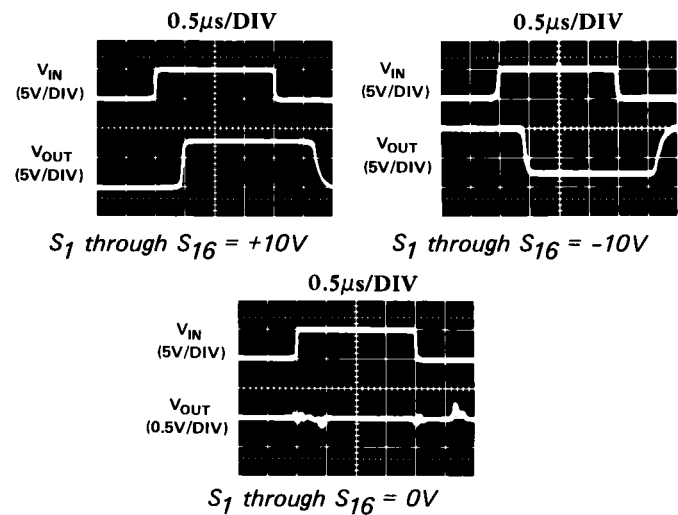 0.5μs/DIV
V_IN
(5V/DIV)
V_OUT
(5V/DIV)
S_1 through S_16 = +10V
0.5μs/DIV
V_IN
(5V/DIV)
V_OUT
(5V/DIV)
S_1 through S_16 = -10V
0.5μs/DIV
V_IN
(5V/DIV)
V_OUT
(0.5V/DIV)
S_1 through S_16 = 0V